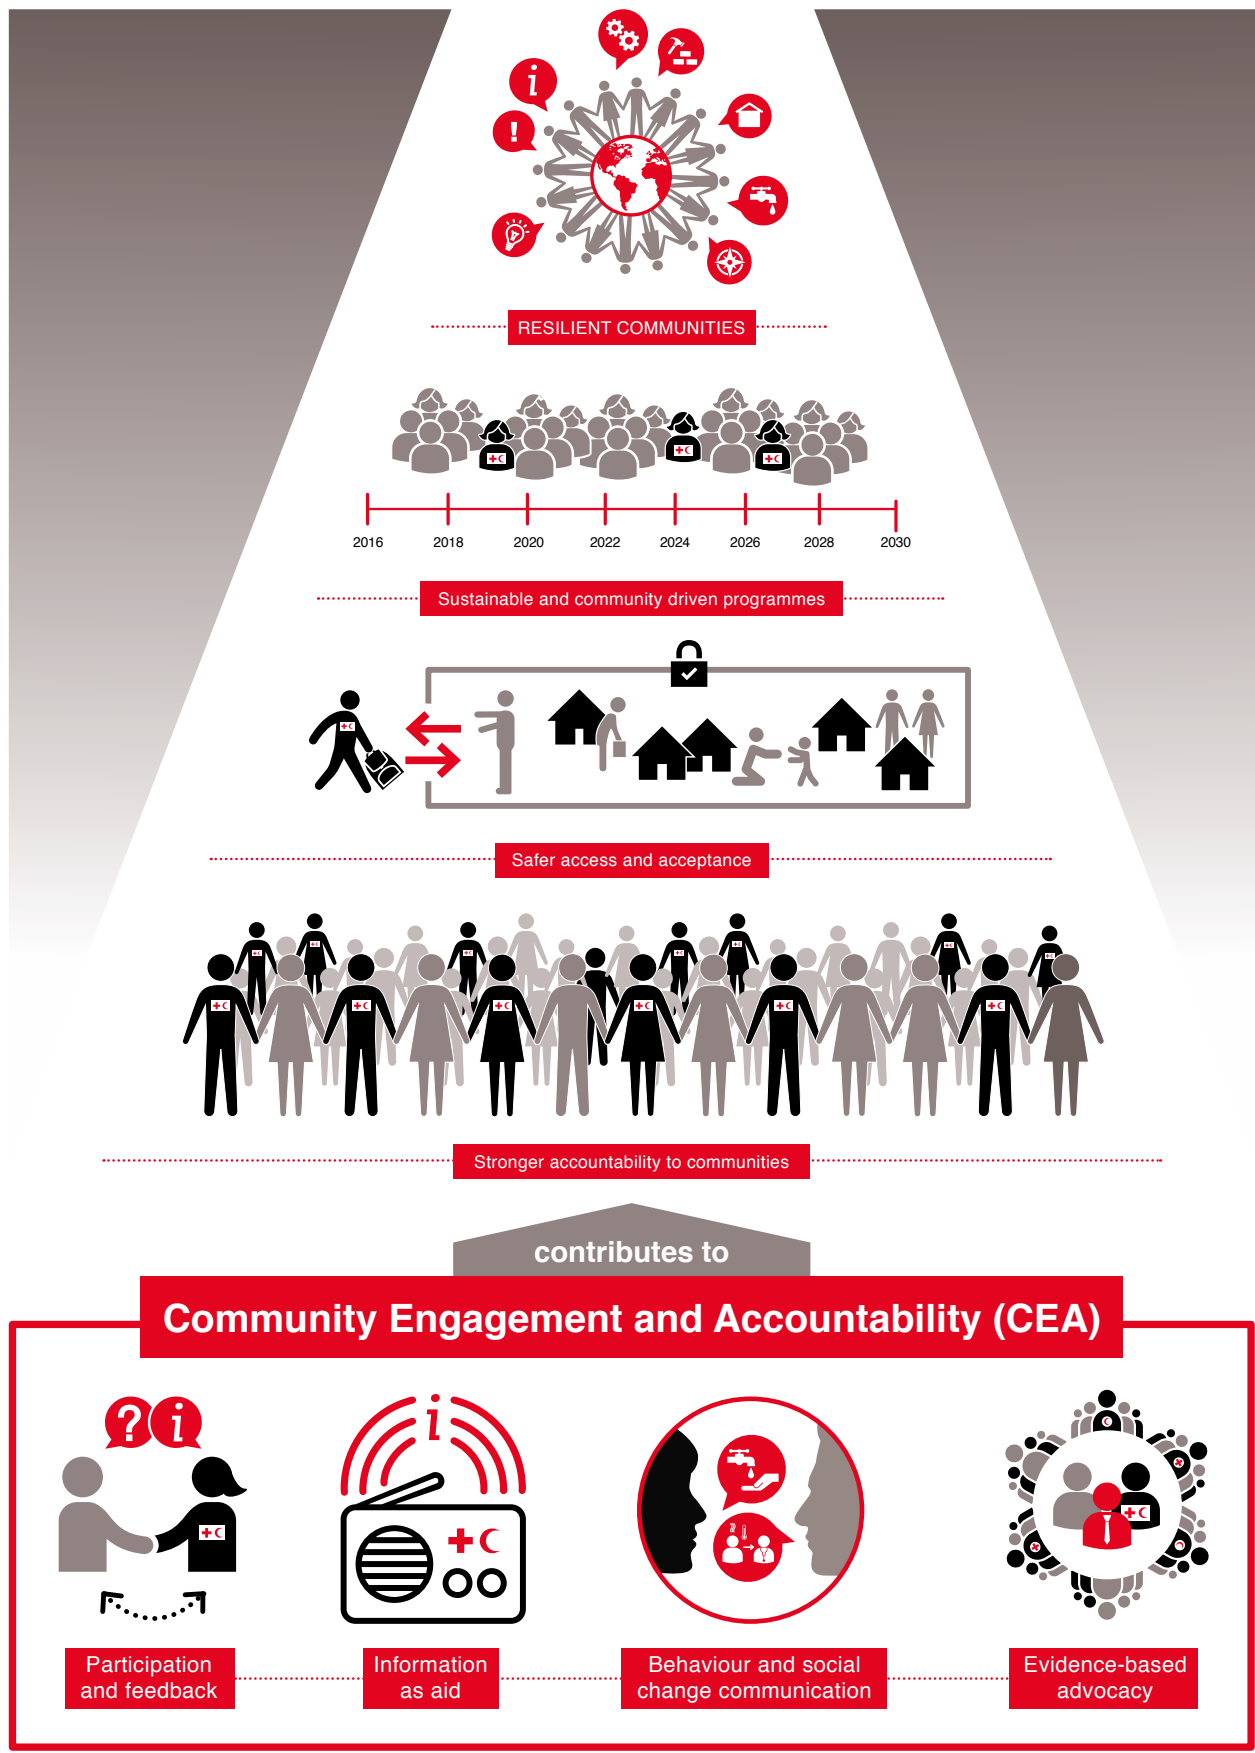 i
!
RESILIENT COMMUNITIES
2016 2018 2020 2022 2024 2026 2028 2030
Sustainable and community driven programmes
Safer access and acceptance
Stronger accountability to communities
contributes to
Community Engagement and Accountability (CEA)
? i
i
Participation
and feedback
Information
as aid
Behaviour and social
change communication
Evidence-based
advocacy